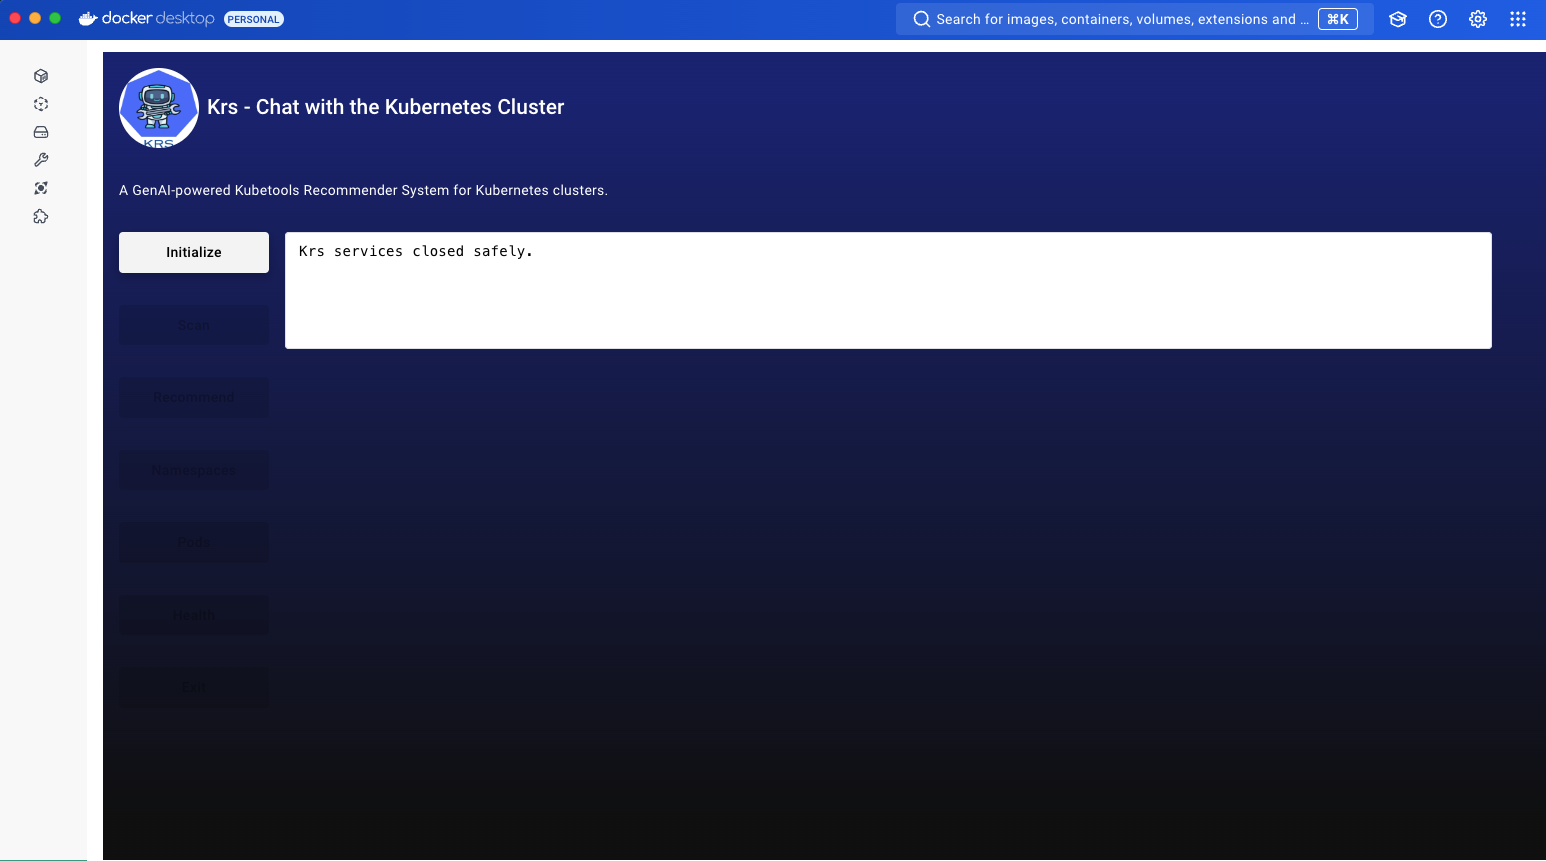 docker desktop PERSONAL
Search for images, containers, volumes, extensions and ... ⌘K
KRS
Krs - Chat with the Kubernetes Cluster
A GenAI-powered Kubetools Recommender System for Kubernetes clusters.
Initialize
Krs services closed safely.
Scan
Recommend
Namespaces
Pods
Health
Exit